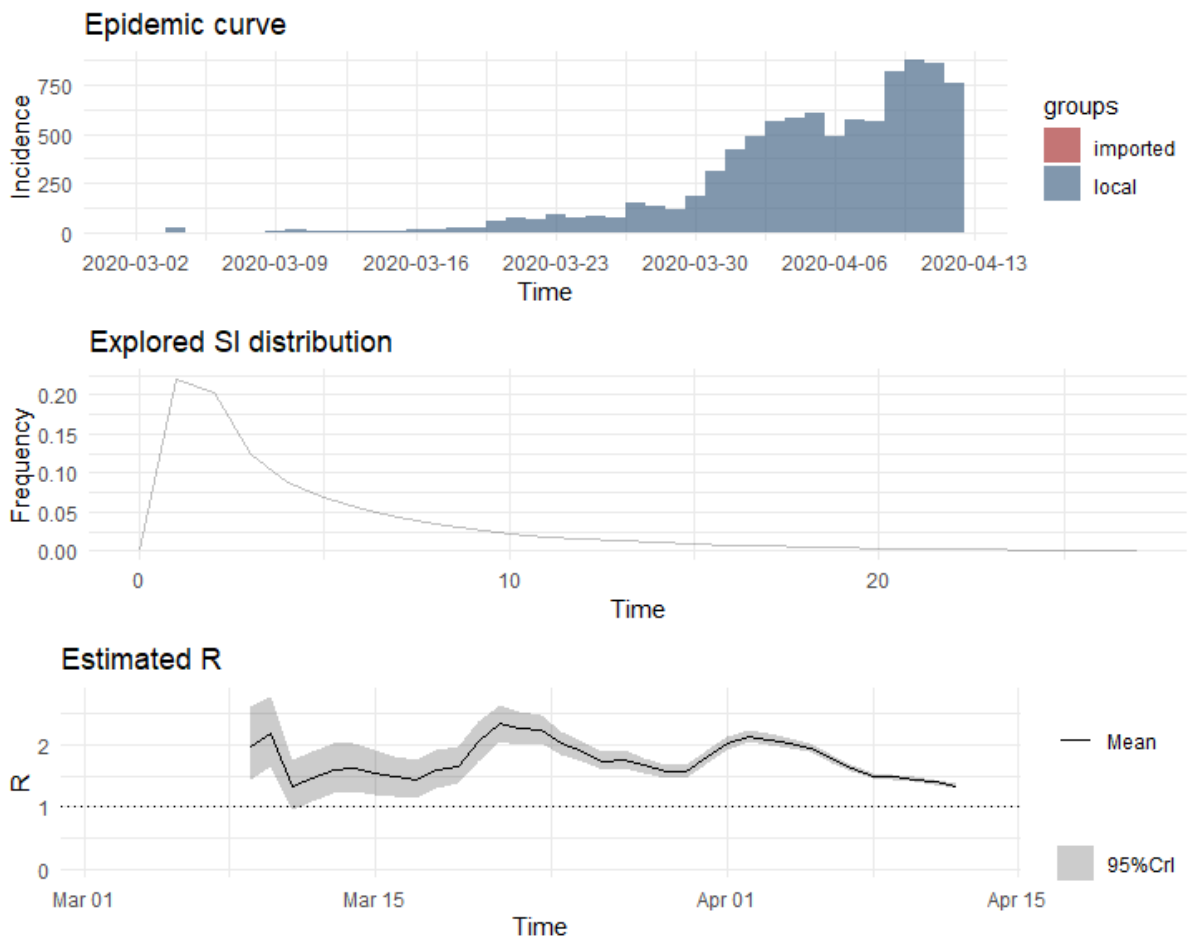 Epidemic curve
Incidence
750
500
250
0
2020-03-02 2020-03-09 2020-03-16 2020-03-23 2020-03-30 2020-04-06 2020-04-13
Time
groups
imported
local
Explored SI distribution
Frequency
0.20
0.15
0.10
0.05
0.00
0 10 20
Time
Estimated R
R
2
1
0
Mar 01 Mar 15 Apr 01 Apr 15
Time
Mean
95%CrI